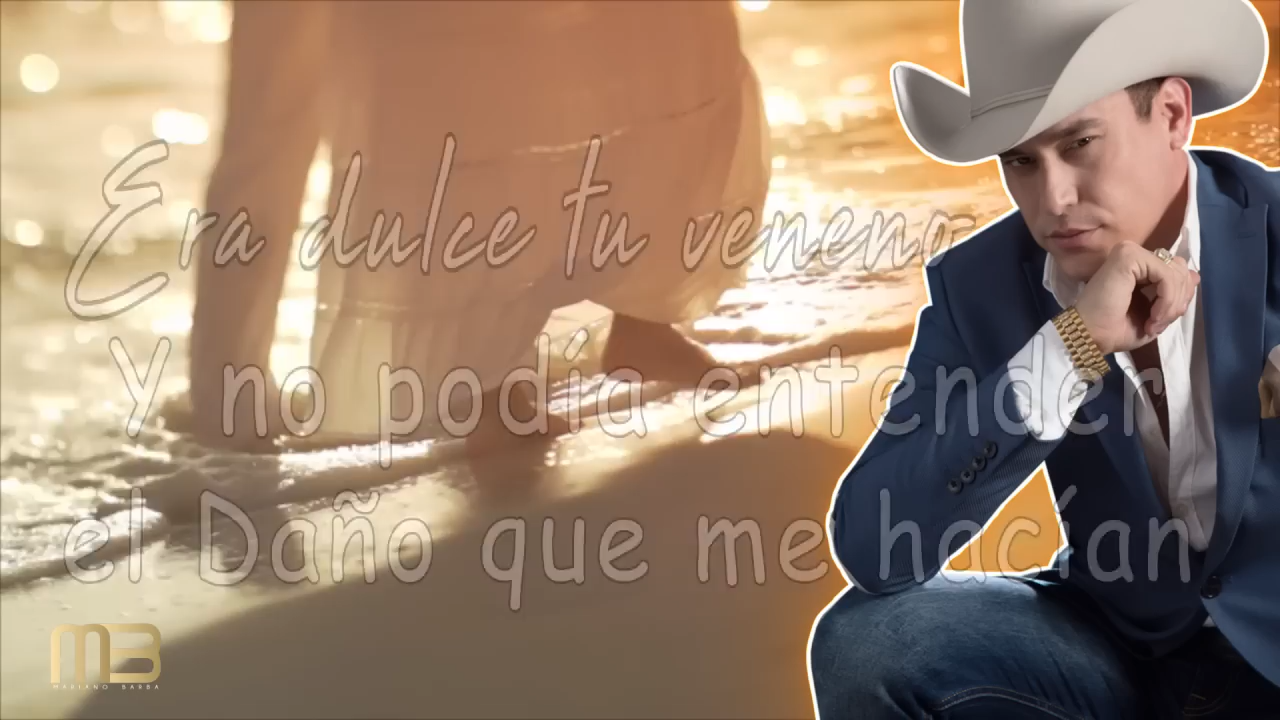 Era dulce tu veneno
Y no podía entender
el Daño que me hacían
MB
MARIANO BARBA